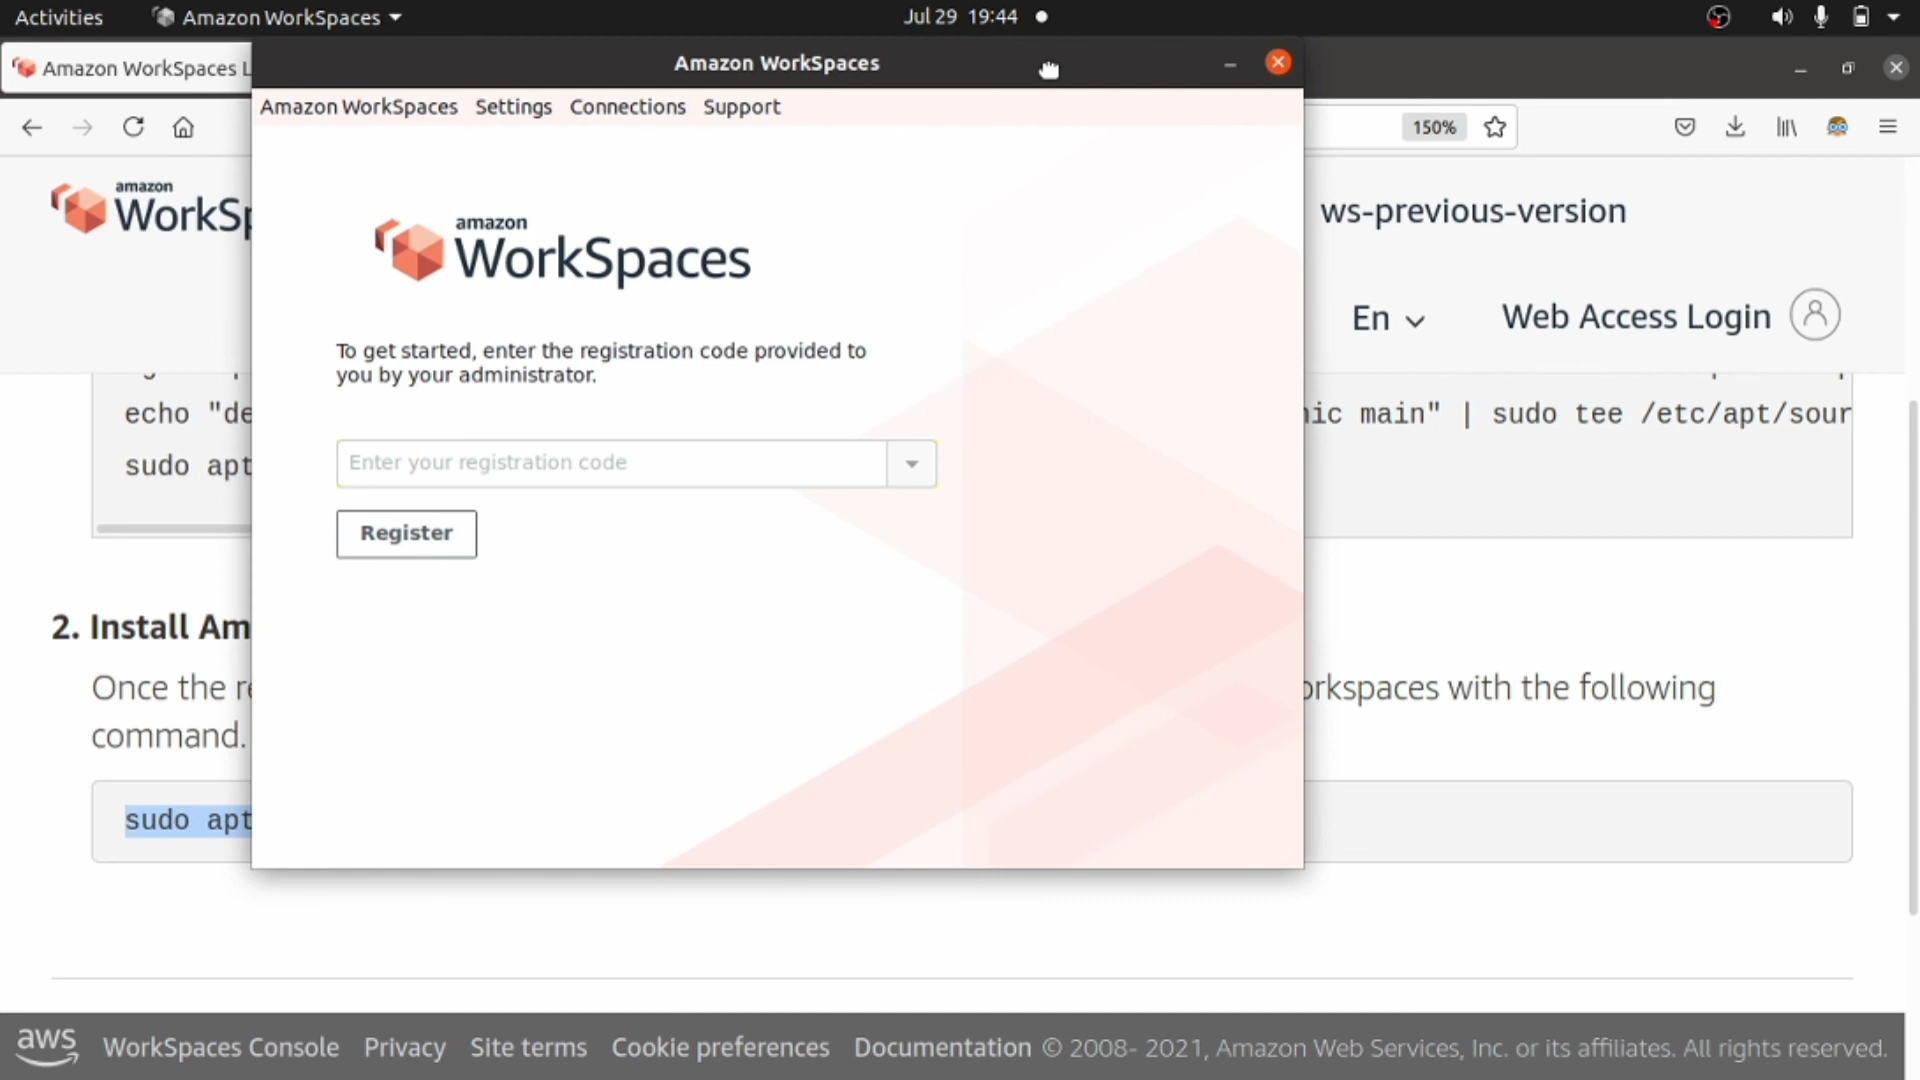 Activities Amazon WorkSpaces Jul 29 19:44
Amazon WorkSpaces L
Amazon WorkSpaces
Amazon WorkSpaces Settings Connections Support
150%
amazon
WorkSp
ws-previous-version
En Web Access Login
amazon
WorkSpaces
To get started, enter the registration code provided to
you by your administrator.
Enter your registration code
Register
echo "de
nic main" | sudo tee /etc/apt/sour
sudo apt
2. Install Am
Once the re
orkspaces with the following
command.
sudo apt
aws WorkSpaces Console Privacy Site terms Cookie preferences Documentation © 2008- 2021, Amazon Web Services, Inc. or its affiliates. All rights reserved.